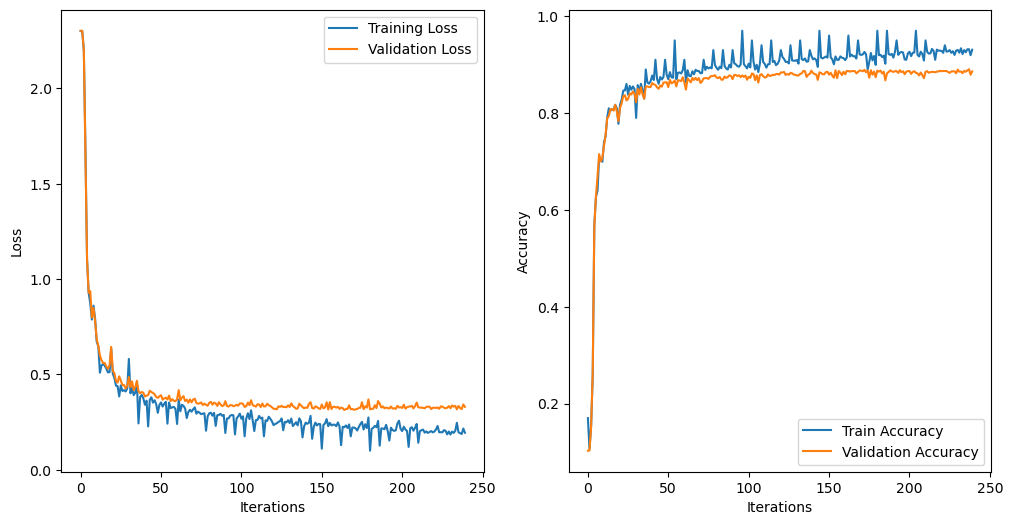 Training Loss
Validation Loss
2.0
1.5
1.0
0.5
0.0
Loss
0 50 100 150 200 250
Iterations
1.0
0.8
0.6
0.4
0.2
Accuracy
Train Accuracy
Validation Accuracy
0 50 100 150 200 250
Iterations